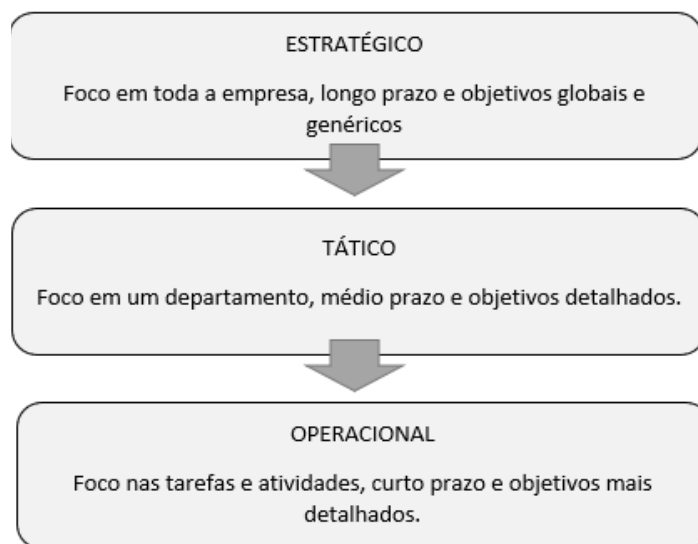 ESTRATÉGICO
Foco em toda a empresa, longo prazo e objetivos globais e
genéricos
TÁTICO
Foco em um departamento, médio prazo e objetivos detalhados.
OPERACIONAL
Foco nas tarefas e atividades, curto prazo e objetivos mais
detalhados.